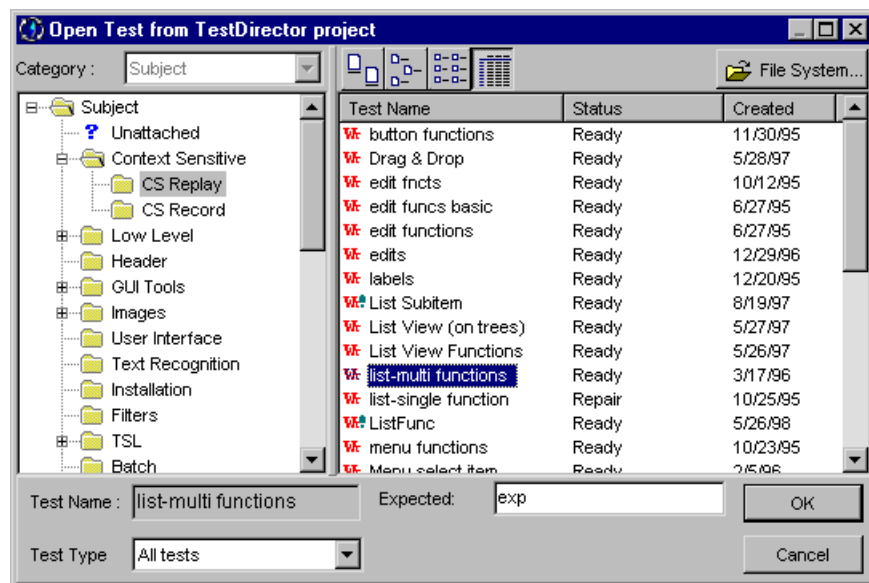 Open Test from TestDirector project
Category : Subject
File System...
Subject
Unattached
Context Sensitive
CS Replay
CS Record
Low Level
Header
GUI Tools
Images
User Interface
Text Recognition
Installation
Filters
TSL
Batch
Test Name Status Created
button functions Ready 11/30/95
Drag & Drop Ready 5/28/97
edit fncts Ready 10/12/95
edit funcs basic Ready 6/27/95
edit functions Ready 6/27/95
edits Ready 12/29/96
labels Ready 12/20/95
List Subitem Ready 8/19/97
List View (on trees) Ready 5/27/97
List View Functions Ready 5/26/97
list-multi functions Ready 3/17/96
list-single function Repair 10/25/95
ListFunc Ready 5/26/98
menu functions Ready 10/23/95
Menu select item Ready 2/5/96
Test Name : list-multi functions Expected: exp
OK
Test Type All tests
Cancel